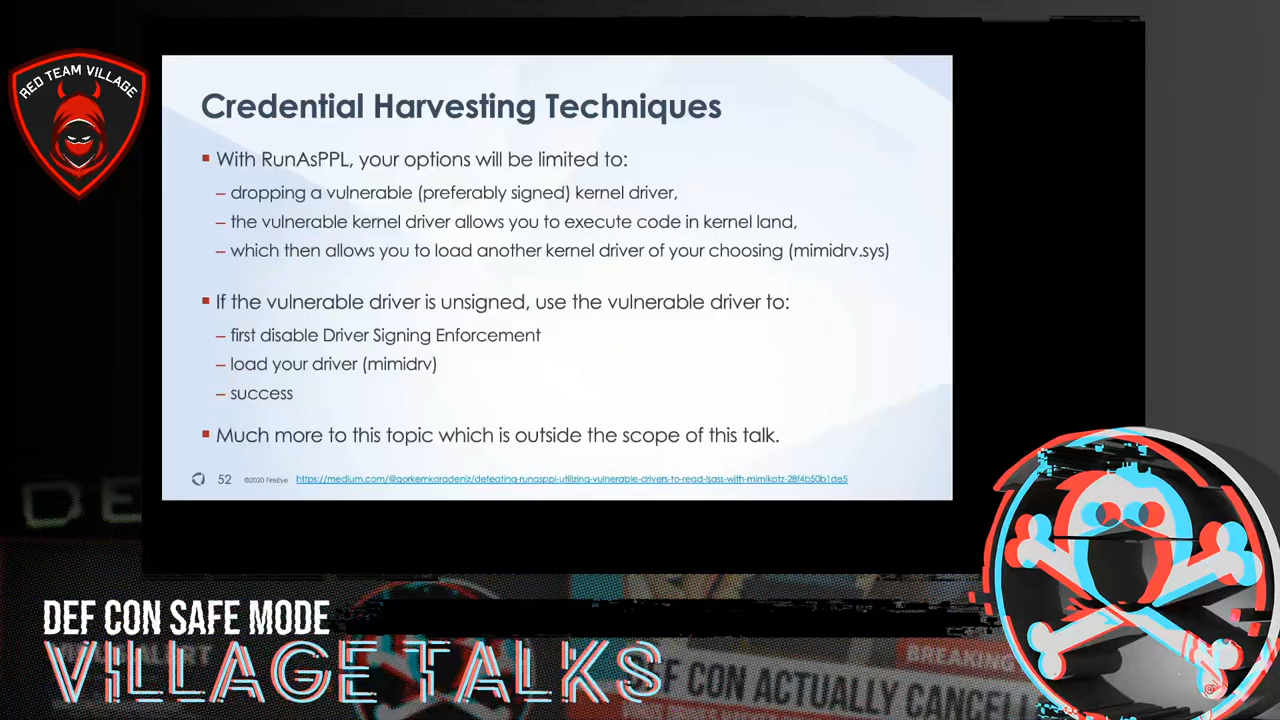 RED TEAM VILLAGE
Credential Harvesting Techniques
With RunAsPPL, your options will be limited to:
– dropping a vulnerable (preferably signed) kernel driver,
– the vulnerable kernel driver allows you to execute code in kernel land,
– which then allows you to load another kernel driver of your choosing (mimidrv.sys)
If the vulnerable driver is unsigned, use the vulnerable driver to:
– first disable Driver Signing Enforcement
– load your driver (mimidrv)
– success
Much more to this topic which is outside the scope of this talk.
52 ©2020 FireEye https://medium.com/@gorkemkaradeniz/defeating-runasppl-utilizing-vulnerable-drivers-to-read-lsass-with-mimikatz-28f4b50b1de5
DEF CON SAFE MODE
VILLAGE TALKS
BREAKING
DEF CON ACTUALLY CANCELL